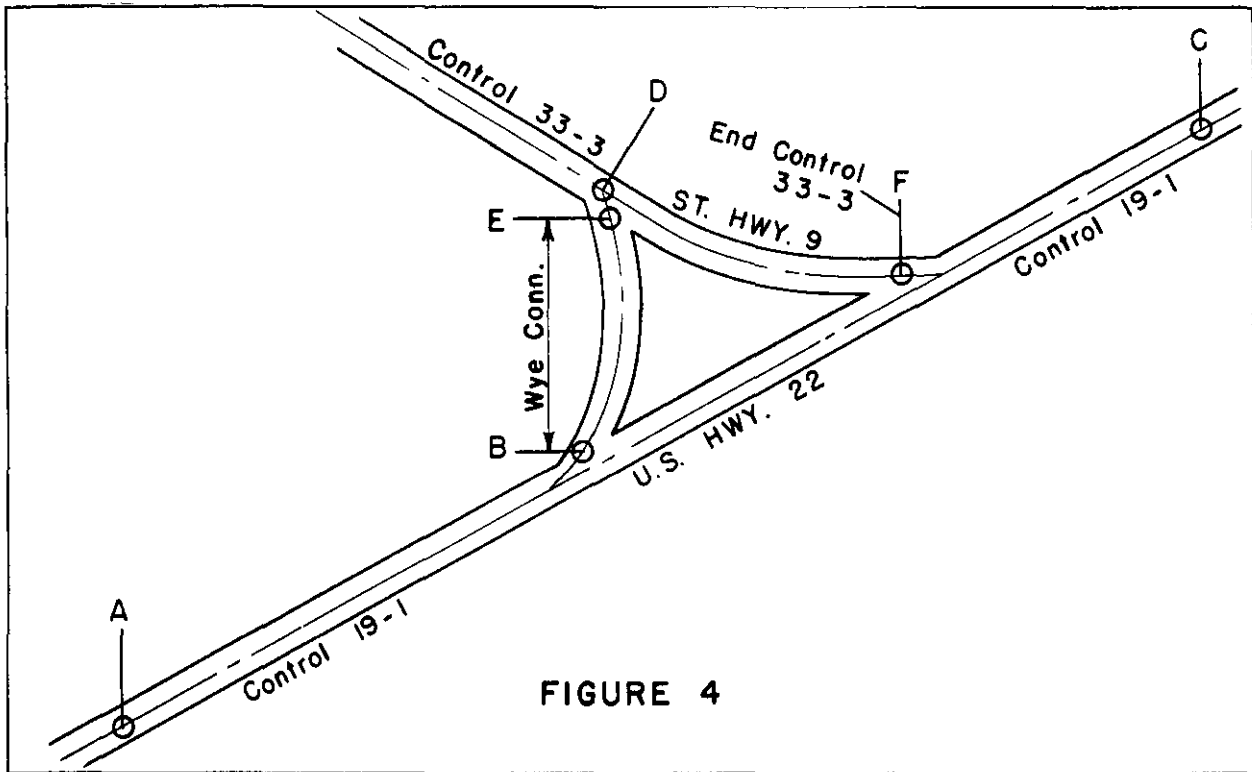 Control 33-3
D
C
End Control
33-3
F
E
ST. HWY. 9
Control 19-1
Wye Conn.
B
U.S. HWY. 22
A
Control 19-1
FIGURE 4